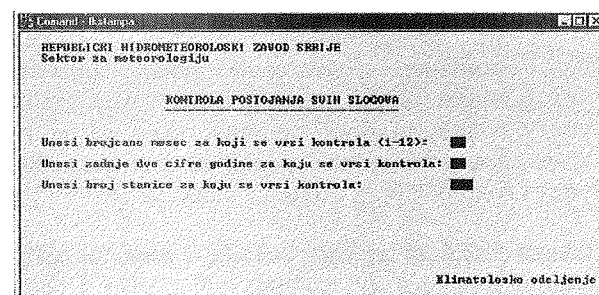 Comand - lkstampa
REPUBLICKI HIDROMETEOROLOSKI ZAVOD SRBIJE
Sektor za meteorologiju
KONTROLA POSTOJANJA SVIH SLOGOVA
Unesi brojcano mesec za koji se vrsi kontrola (1-12):
Unesi zadnje dve cifre godine za koju se vrsi kontrola:
Unesi broj stanice za koju se vrsi kontrola:
Klimatolosko odeljenje